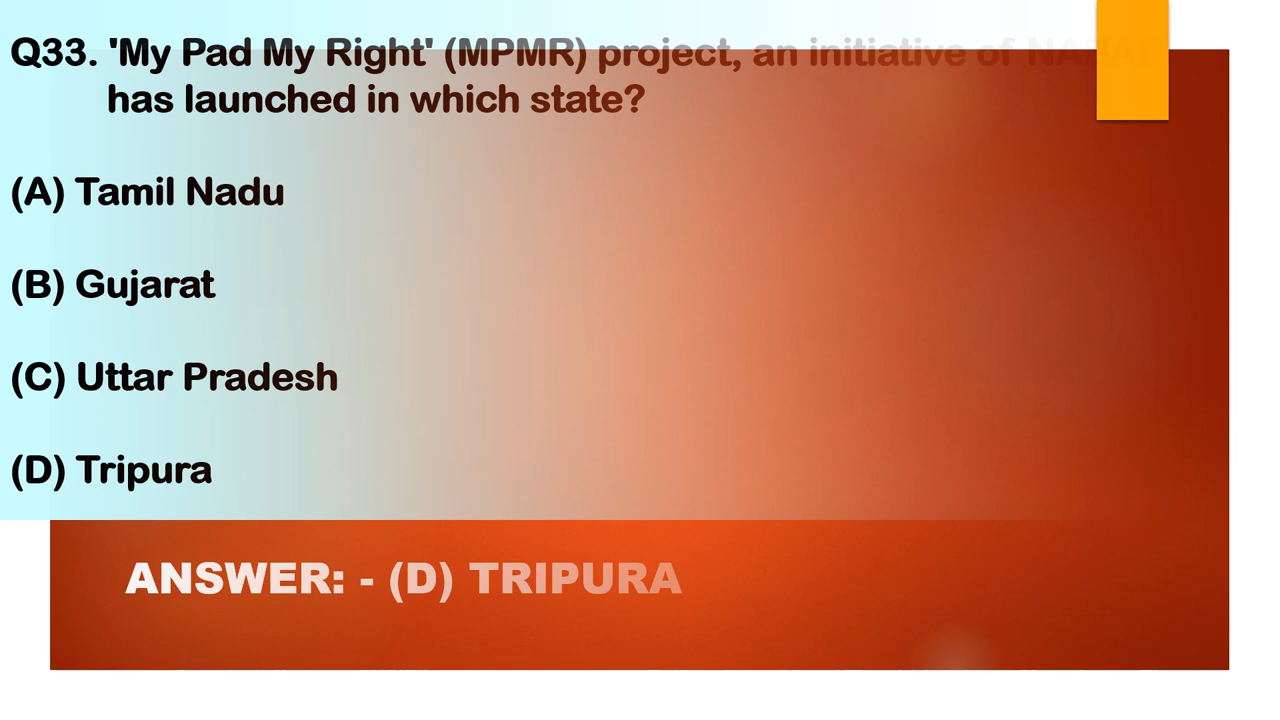 Q33. 'My Pad My Right' (MPMR) project, an initiative of
has launched in which state?
(A) Tamil Nadu
(B) Gujarat
(C) Uttar Pradesh
(D) Tripura
ANSWER: - (D) TRIPURA